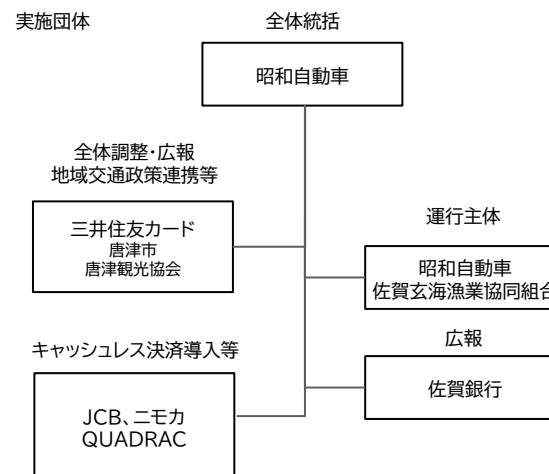 実施団体
全体統括
昭和自動車
全体調整・広報
地域交通政策連携等
三井住友カード
唐津市
唐津観光協会
運行主体
昭和自動車
佐賀玄海漁業協同組合
キャッシュレス決済導入等
JCB、ニモカ
QUADRAC
広報
佐賀銀行